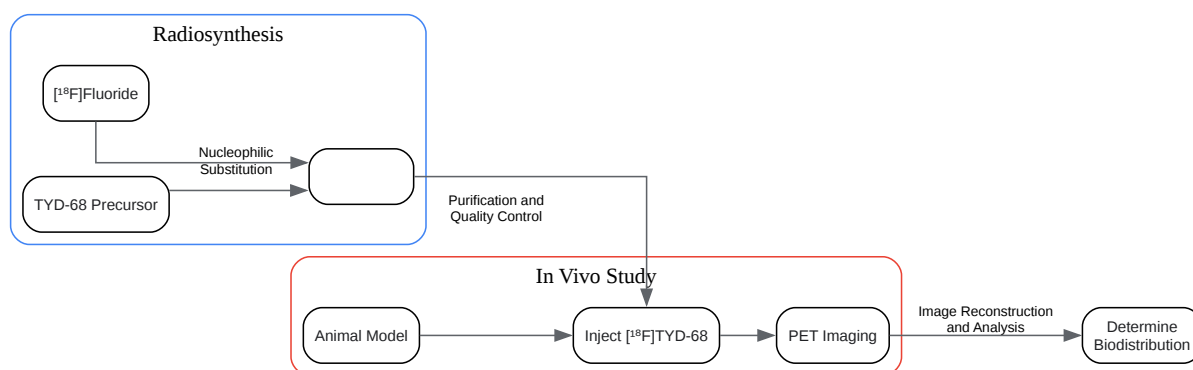 Radiosynthesis
[¹⁸F]Fluoride
Nucleophilic
Substitution
TYD-68 Precursor
Purification and
Quality Control
In Vivo Study
Animal Model
Inject [¹⁸F]TYD-68
PET Imaging
Image Reconstruction
and Analysis
Determine
Biodistribution